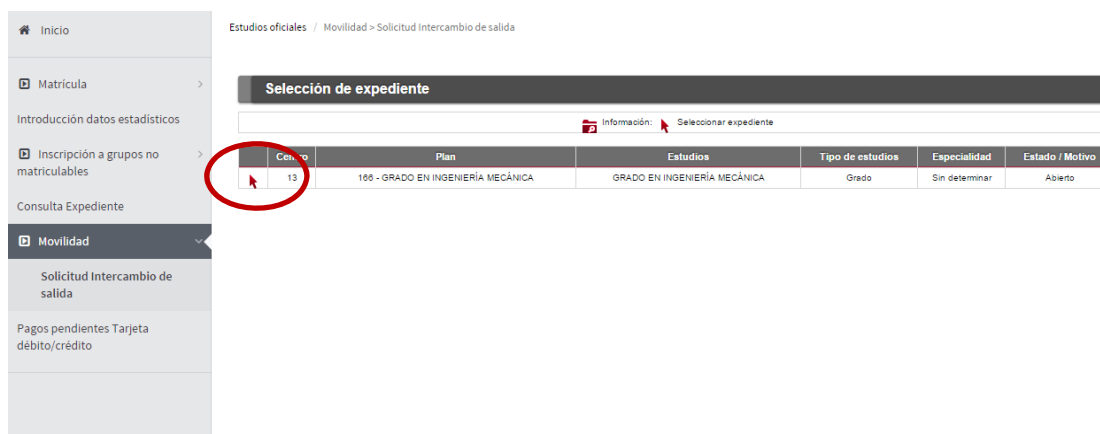 Inicio
Matrícula
Introducción datos estadísticos
Inscripción a grupos no
matriculables
Consulta Expediente
Movilidad
Solicitud Intercambio de
salida
Pagos pendientes Tarjeta
débito/crédito
Estudios oficiales / Movilidad > Solicitud Intercambio de salida
Selección de expediente
Información: Seleccionar expediente
Centro Plan Estudios Tipo de estudios Especialidad Estado / Motivo
13 166 - GRADO EN INGENIERÍA MECÁNICA GRADO EN INGENIERÍA MECÁNICA Grado Sin determinar Abierto